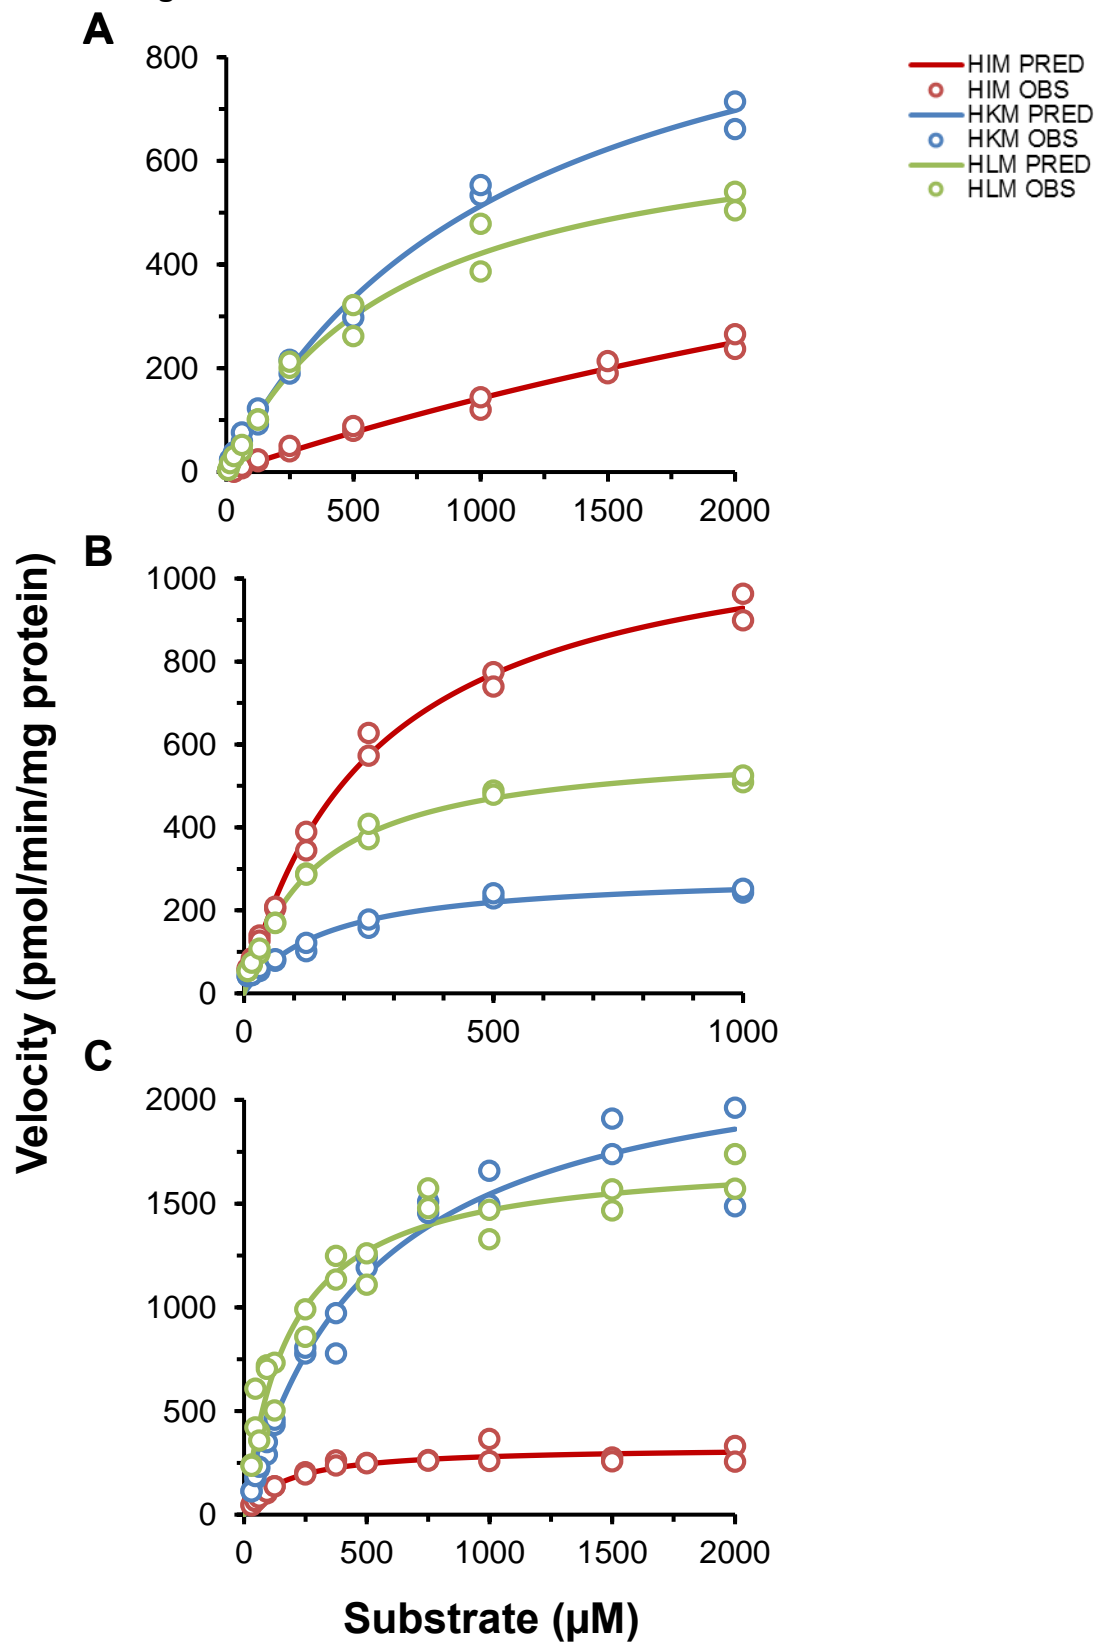 A
800
600
400
200
0
0 500 1000 1500 2000
HIM PRED
HIM OBS
HKM PRED
HKM OBS
HLM PRED
HLM OBS
Velocity (pmol/min/mg protein)
B
1000
800
600
400
200
0
0 500 1000
C
2000
1500
1000
500
0
0 500 1000 1500 2000
Substrate (µM)